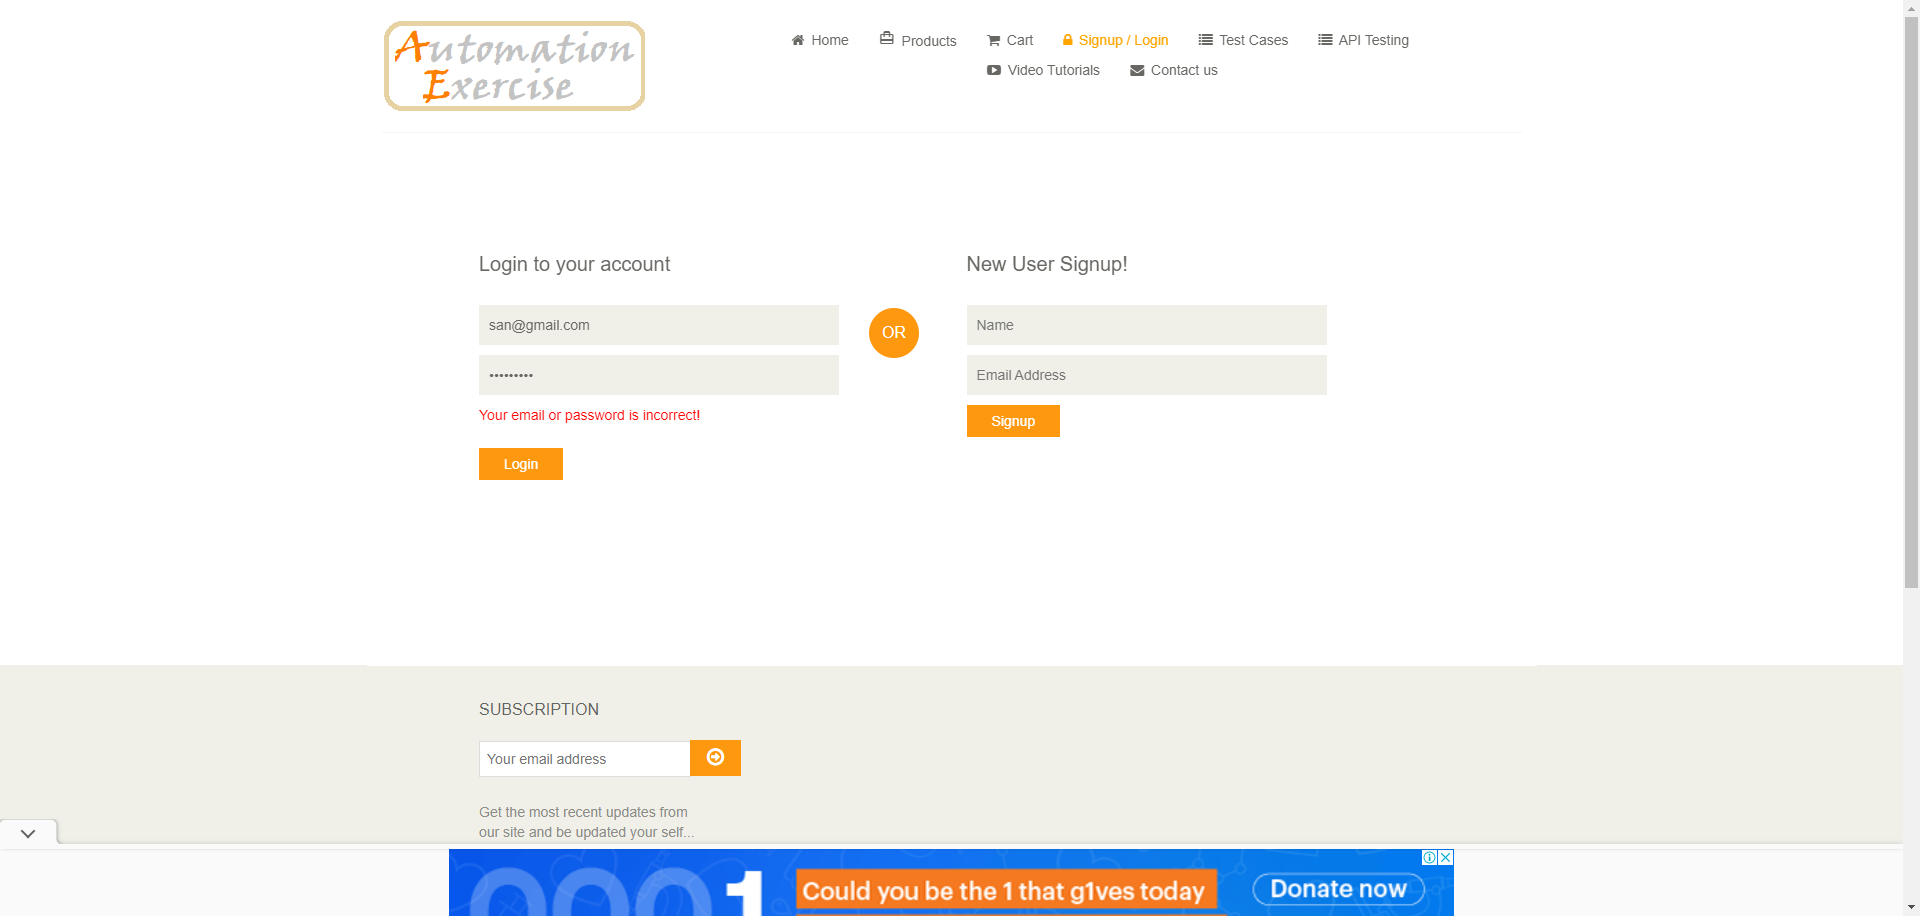 Automation
Exercise
Home
Products
Cart
Signup / Login
Test Cases
API Testing
Video Tutorials
Contact us
Login to your account
san@gmail.com
•••••••••
Your email or password is incorrect!
Login
OR
New User Signup!
Name
Email Address
Signup
SUBSCRIPTION
Your email address
Get the most recent updates from
our site and be updated your self...
0001
Could you be the 1 that g1ves today
Donate now